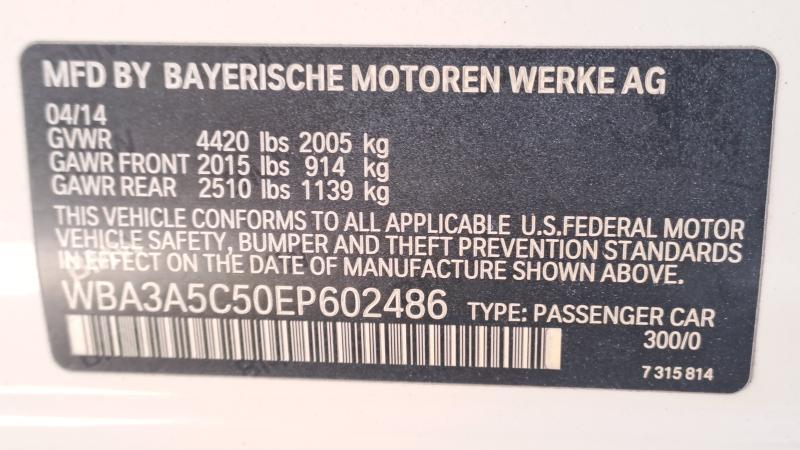 MFD BY BAYERISCHE MOTOREN WERKE AG
04/14
GVWR 4420 lbs 2005 kg
GAWR FRONT 2015 lbs 914 kg
GAWR REAR 2510 lbs 1139 kg
THIS VEHICLE CONFORMS TO ALL APPLICABLE U.S.FEDERAL MOTOR
VEHICLE SAFETY, BUMPER AND THEFT PREVENTION STANDARDS
IN EFFECT ON THE DATE OF MANUFACTURE SHOWN ABOVE.
WBA3A5C50EP602486 TYPE: PASSENGER CAR
300/0
7 315 814